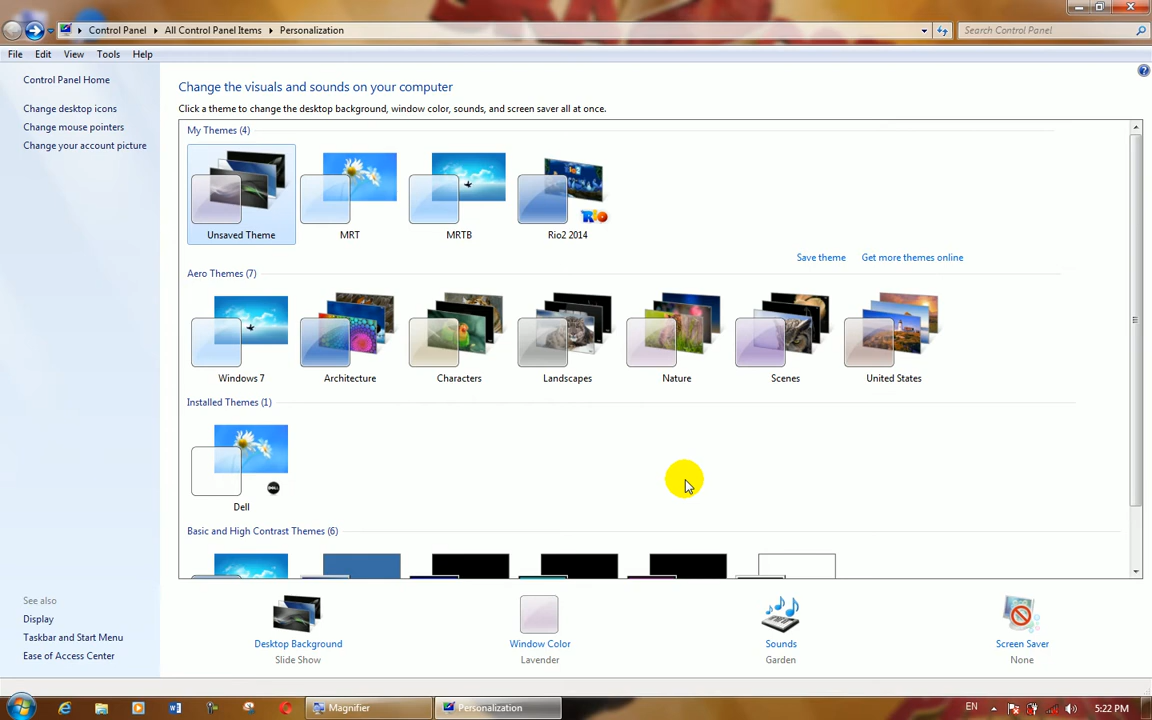 Control Panel
All Control Panel Items
Personalization
Search Control Panel
File
Edit
View
Tools
Help
Control Panel Home
Change desktop icons
Change mouse pointers
Change your account picture
Change the visuals and sounds on your computer
Click a theme to change the desktop background, window color, sounds, and screen saver all at once.
My Themes (4)
Unsaved Theme
MRT
MRTB
Rio2 2014
Save theme
Get more themes online
Aero Themes (7)
Windows 7
Architecture
Characters
Landscapes
Nature
Scenes
United States
Installed Themes (1)
Dell
Basic and High Contrast Themes (6)
See also
Display
Taskbar and Start Menu
Ease of Access Center
Desktop Background
Slide Show
Window Color
Lavender
Sounds
Garden
Screen Saver
None
Magnifier
Personalization
EN
5:22 PM